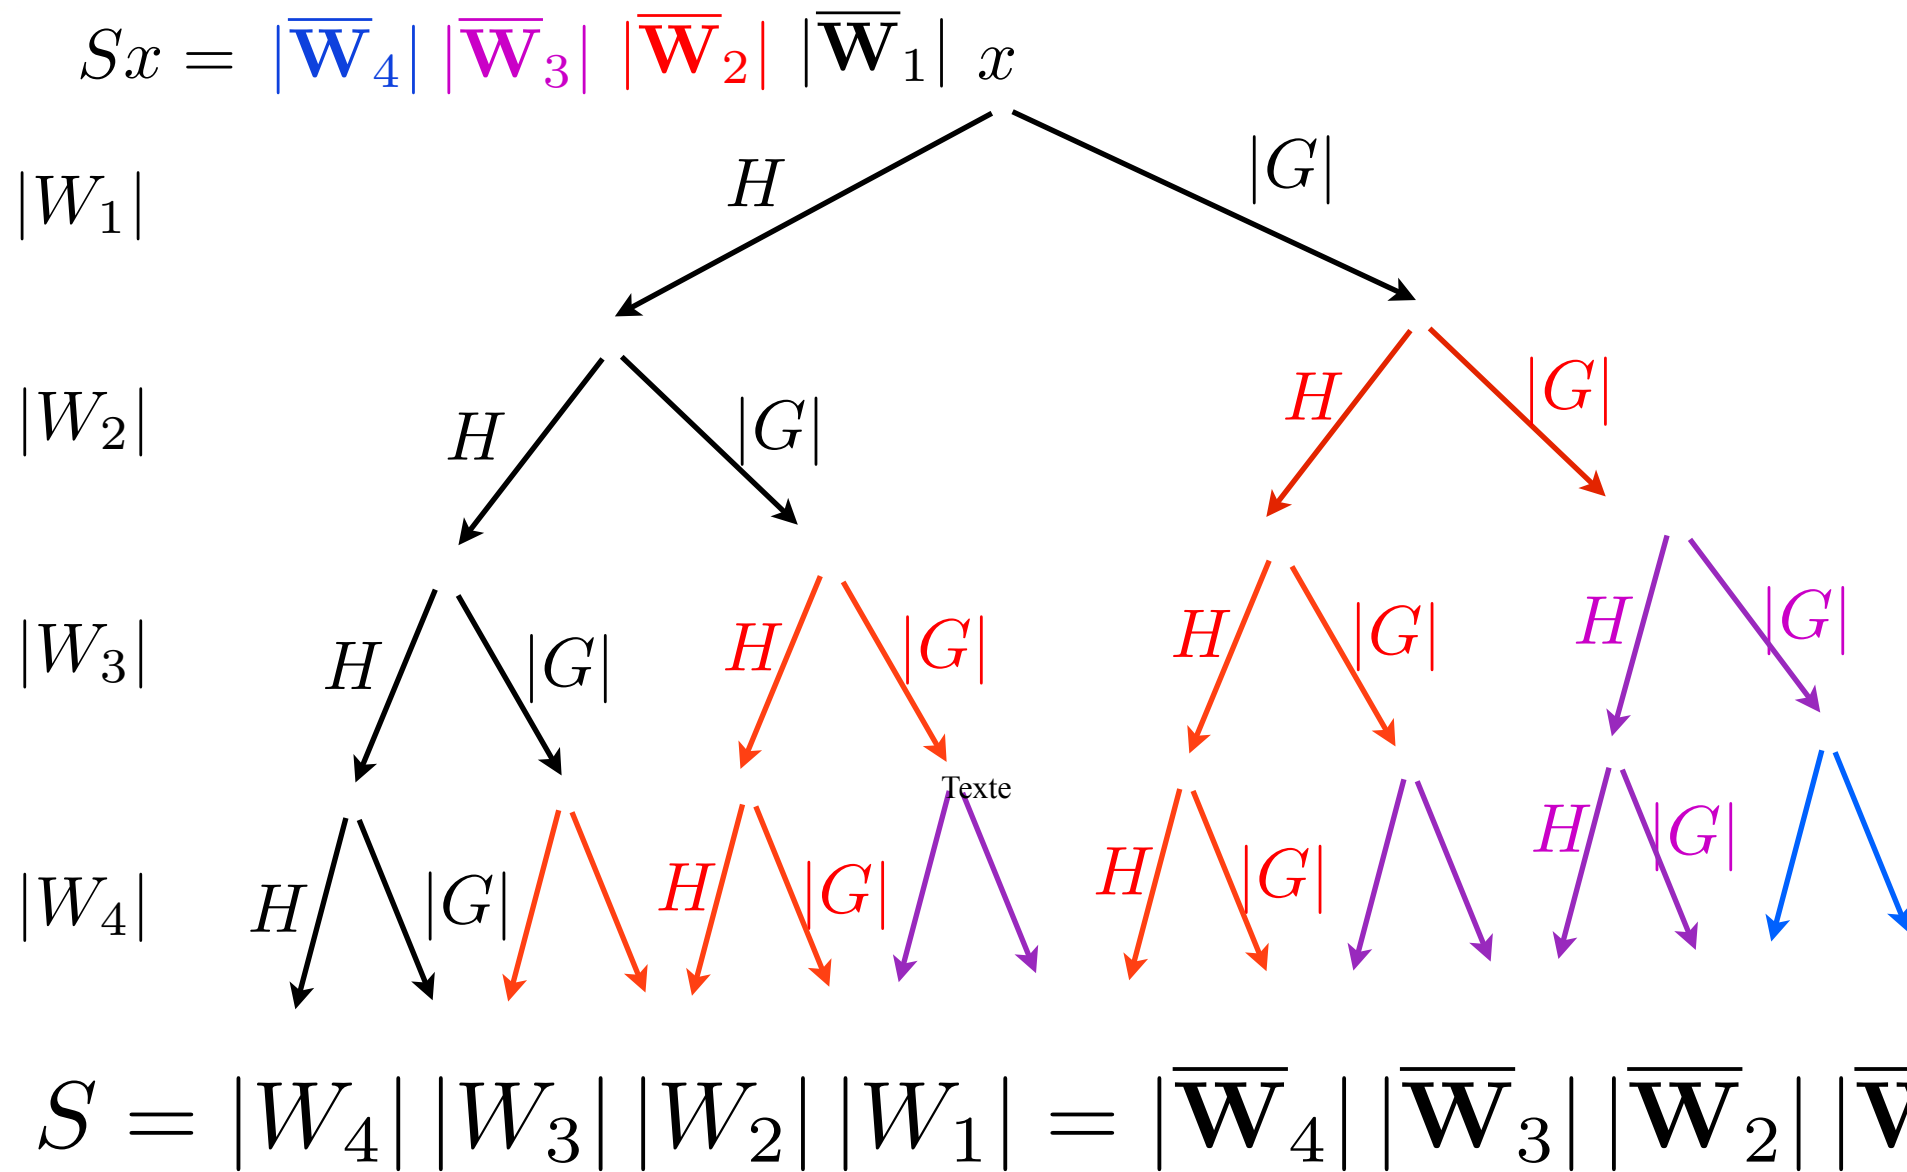 Sx = |W̅₄| |W̅₃| |W̅₂| |W̅₁| x
H |G|
|W₁|
|W₂| H |G| H |G|
|W₃| H |G| H |G| H |G| H |G|
Texte
|W₄| H |G| H |G| H |G| H |G|
S = |W₄| |W₃| |W₂| |W₁| = |W̅₄| |W̅₃| |W̅₂| |